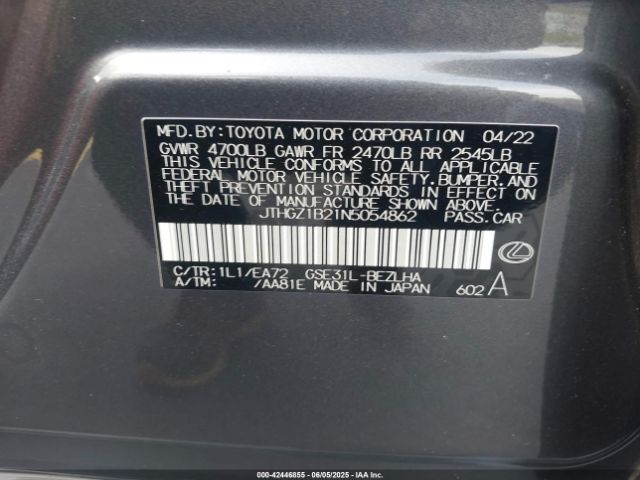 MFD.BY:TOYOTA MOTOR CORPORATION 04/22
GVWR 4700LB GAWR FR 2470LB RR 2545LB
THIS VEHICLE CONFORMS TO ALL APPLICABLE
FEDERAL MOTOR VEHICLE SAFETY,BUMPER, AND
THEFT PREVENTION STANDARDS IN EFFECT ON
THE DATE OF MANUFACTURE SHOWN ABOVE.
JTHGZ1B21N5054862 PASS.CAR
C/TR:1L1/EA72 GSE31L-BEZLHA
A/TM: /AA81E MADE IN JAPAN 602 A
000-42446855 - 06/05/2025 - IAAI.COM